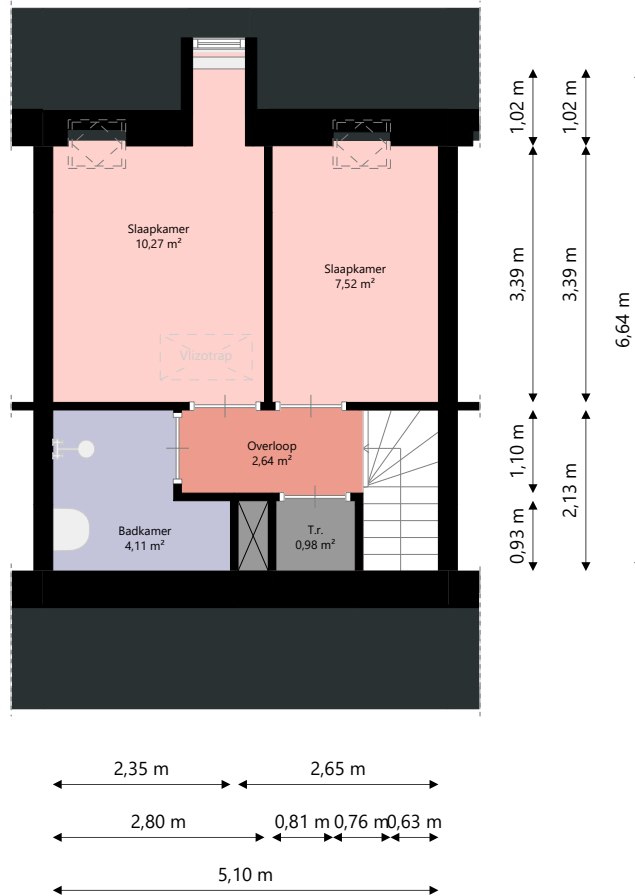 1,02 m
1,02 m
Slaapkamer
10,27 m²
Slaapkamer
7,52 m²
3,39 m
3,39 m
6,64 m
Vlizotrap
Overloop
2,64 m²
1,10 m
2,13 m
Badkamer
4,11 m²
T.r.
0,98 m²
0,93 m
2,35 m
2,65 m
2,80 m
0,81 m
0,76 m
0,63 m
5,10 m